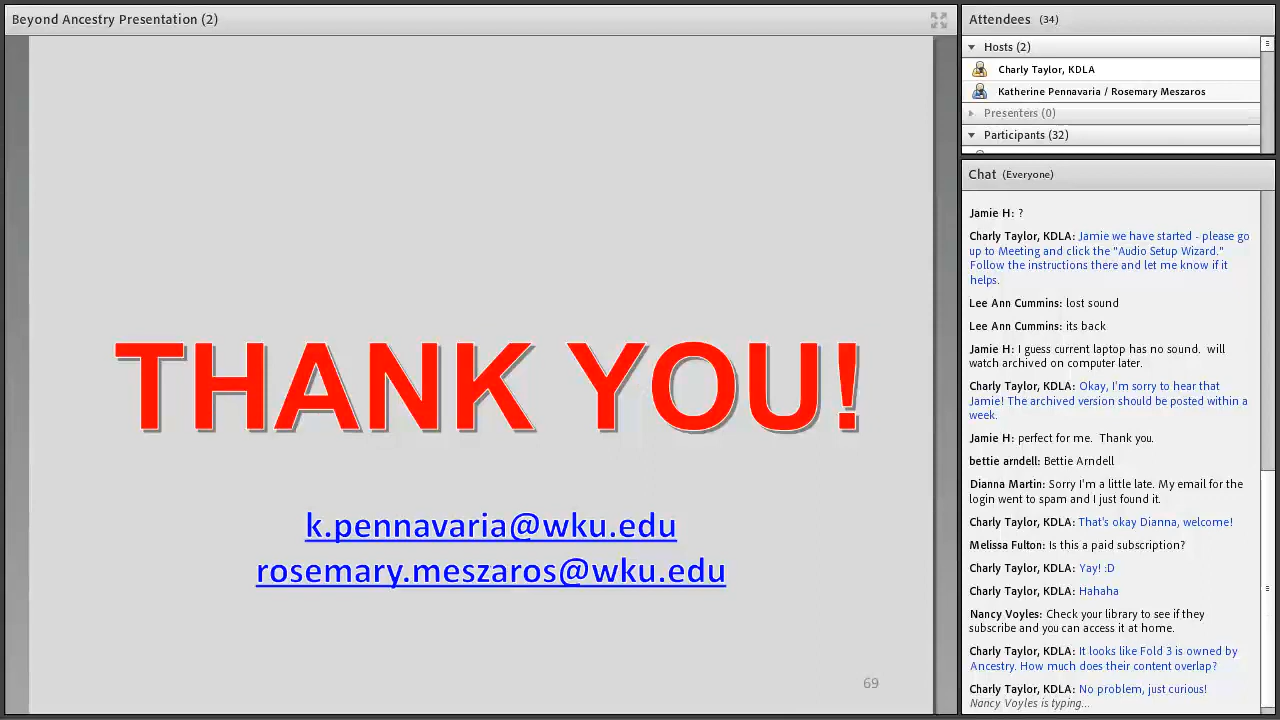 Beyond Ancestry Presentation (2)
THANK YOU!
k.pennavaria@wku.edu
rosemary.meszaros@wku.edu
69
Attendees (34)
Hosts (2)
Charly Taylor, KDLA
Katherine Pennavaria / Rosemary Meszaros
Presenters (0)
Participants (32)
Chat (Everyone)
Jamie H: ?
Charly Taylor, KDLA: Jamie we have started - please go
up to Meeting and click the "Audio Setup Wizard."
Follow the instructions there and let me know if it
helps.
Lee Ann Cummins: lost sound
Lee Ann Cummins: its back
Jamie H: I guess current laptop has no sound.  will
watch archived on computer later.
Charly Taylor, KDLA: Okay, I'm sorry to hear that
Jamie! The archived version should be posted within a
week.
Jamie H: perfect for me.  Thank you.
bettie arndell: Bettie Arndell
Dianna Martin: Sorry I'm a little late. My email for the
login went to spam and I just found it.
Charly Taylor, KDLA: That's okay Dianna, welcome!
Melissa Fulton: Is this a paid subscription?
Charly Taylor, KDLA: Yay! :D
Charly Taylor, KDLA: Hahaha
Nancy Voyles: Check your library to see if they
subscribe and you can access it at home.
Charly Taylor, KDLA: It looks like Fold 3 is owned by
Ancestry. How much does their content overlap?
Charly Taylor, KDLA: No problem, just curious!
Nancy Voyles is typing...